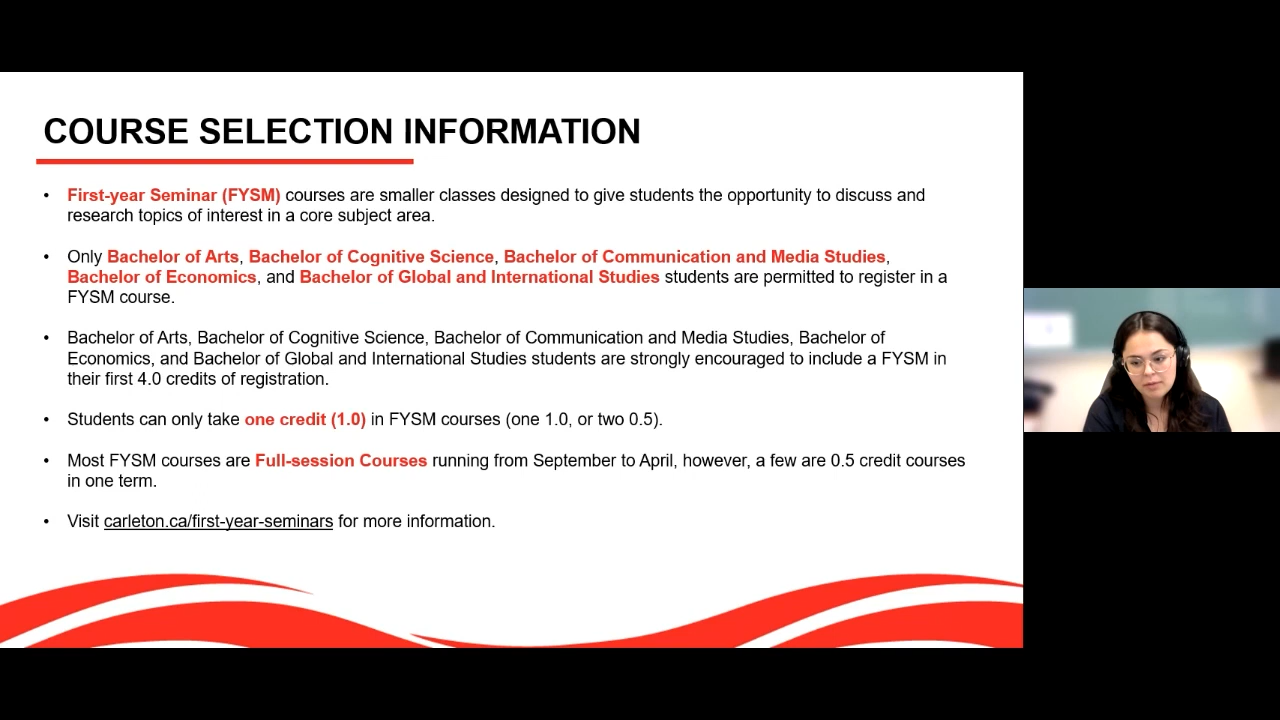 COURSE SELECTION INFORMATION
• First-year Seminar (FYSM) courses are smaller classes designed to give students the opportunity to discuss and
research topics of interest in a core subject area.
• Only Bachelor of Arts, Bachelor of Cognitive Science, Bachelor of Communication and Media Studies,
Bachelor of Economics, and Bachelor of Global and International Studies students are permitted to register in a
FYSM course.
• Bachelor of Arts, Bachelor of Cognitive Science, Bachelor of Communication and Media Studies, Bachelor of
Economics, and Bachelor of Global and International Studies students are strongly encouraged to include a FYSM in
their first 4.0 credits of registration.
• Students can only take one credit (1.0) in FYSM courses (one 1.0, or two 0.5).
• Most FYSM courses are Full-session Courses running from September to April, however, a few are 0.5 credit courses
in one term.
• Visit carleton.ca/first-year-seminars for more information.